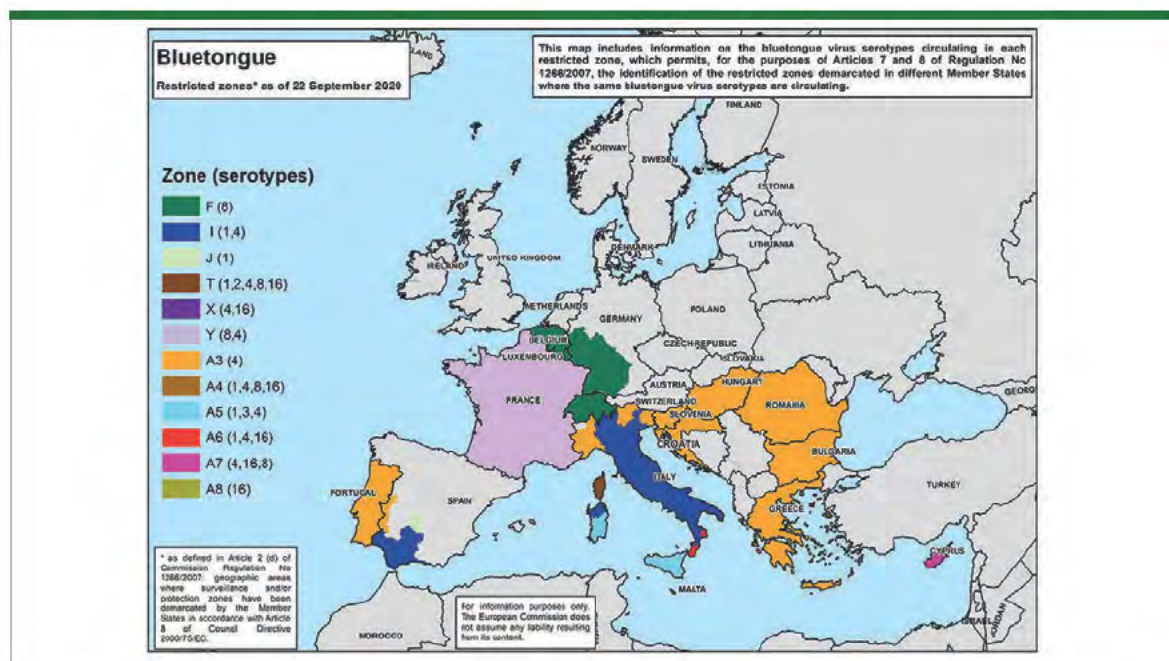 Bluetongue
Restricted zones* as of 22 September 2020
This map includes information on the bluetongue virus serotypes circulating in each
restricted zone, which permits, for the purposes of Articles 7 and 8 of Regulation No
1266/2007, the identification of the restricted zones demarcated in different Member States
where the same bluetongue virus serotypes are circulating.
FINLAND
NORWAY
SWEDEN
Zone (serotypes)
F (8)
I (1,4)
J (1)
T (1,2,4,8,16)
X (4,16)
Y (8,4)
A3 (4)
A4 (1,4,8,16)
A5 (1,3,4)
A6 (1,4,16)
A7 (4,16,8)
A8 (16)
ESTONIA
LATVIA
LITHUANIA
DENMARK
IRELAND
UNITED KINGDOM
NETHERLANDS
GERMANY
POLAND
BELGIUM
LUXEMBOURG
CZECH REPUBLIC
SLOVAKIA
AUSTRIA
HUNGARY
SWITZERLAND
SLOVENIA
ROMANIA
FRANCE
CROATIA
BULGARIA
ITALY
PORTUGAL
SPAIN
GREECE
TURKEY
CYPRUS
MALTA
MOROCCO
ISRAEL
JORDAN
GEORG
* as defined in Article 2 (d) of
Commission Regulation No
1266/2007: geographic areas
where surveillance and/or
protection zones have been
demarcated by the Member
States in accordance with Article
8 of Council Directive
2000/75/EC.
For information purposes only.
The European Commission does
not assume any liability resulting
from its content.